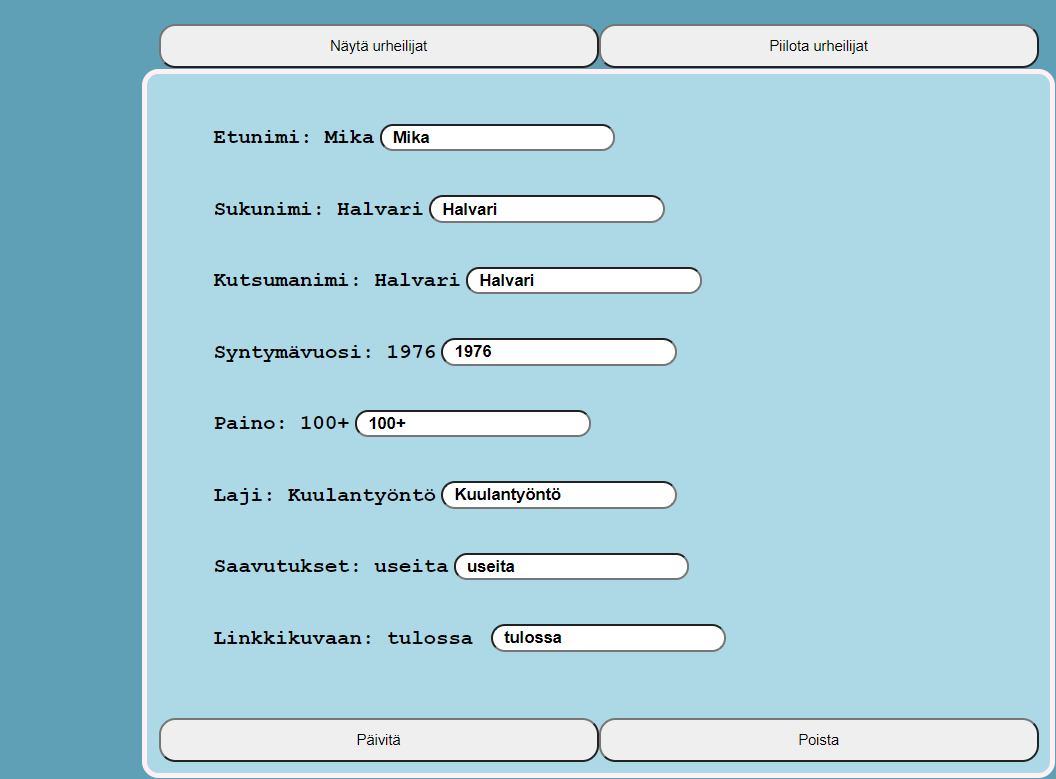 Näytä urheilijat Piilota urheilijat
Etunimi: Mika Mika
Sukunimi: Halvari Halvari
Kutsumanimi: Halvari Halvari
Syntymävuosi: 1976 1976
Paino: 100+ 100+
Laji: Kuulantyöntö Kuulantyöntö
Saavutukset: useita useita
Linkkikuvaan: tulossa tulossa
Päivitä Poista